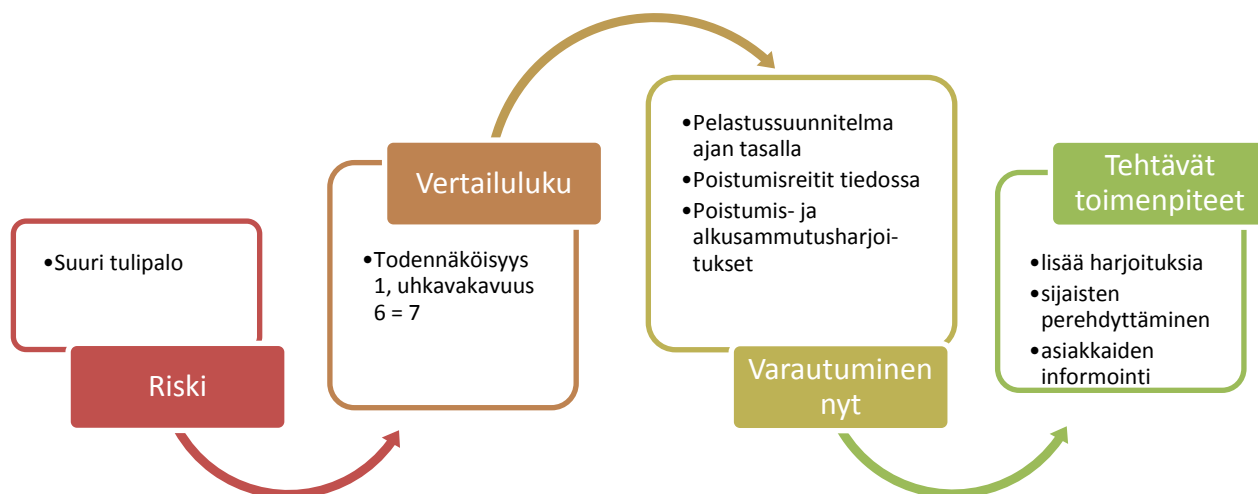 •Suuri tulipalo
Riski
Vertailuluku
•Todennäköisyys
1, uhkavakavuus
6 = 7
•Pelastussuunnitelma
ajan tasalla
•Poistumisreitit tiedossa
•Poistumis- ja
alkusammutusharjoi-
tukset
Varautuminen
nyt
Tehtävät
toimenpiteet
•lisää harjoituksia
•sijaisten
perehdyttäminen
•asiakkaiden
informointi